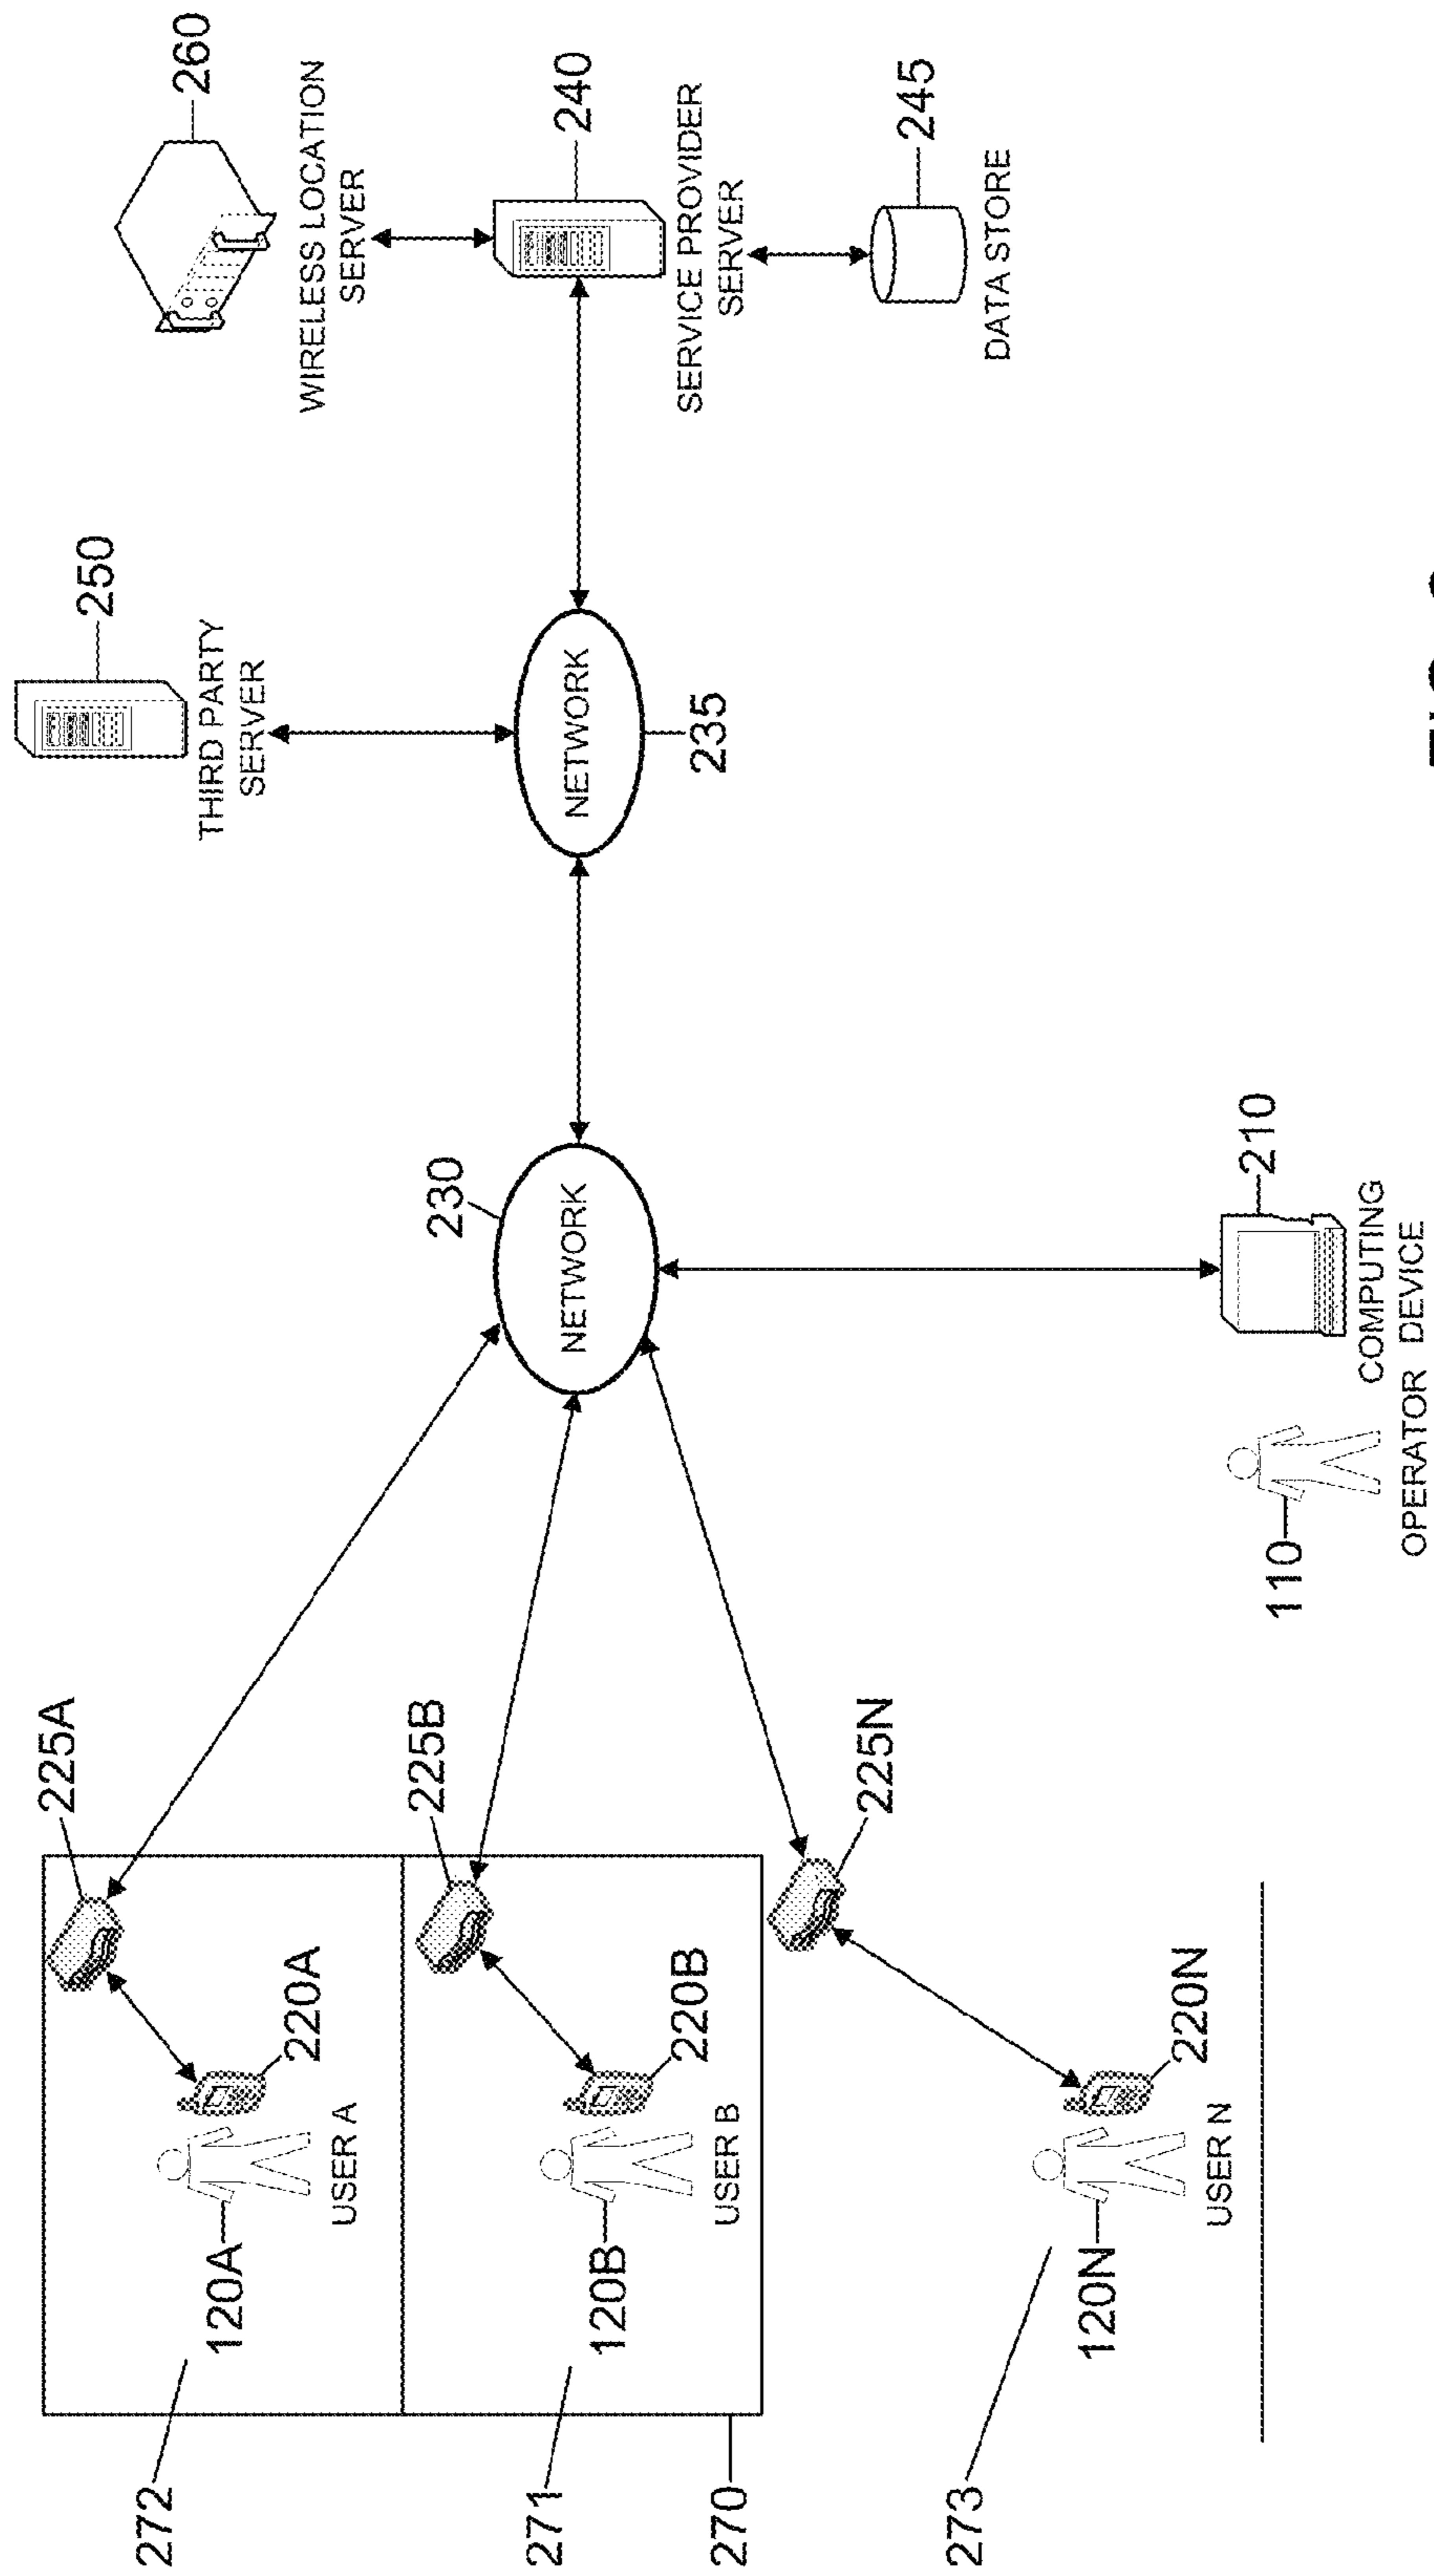 272
120A
USER A
220A
225A
271
120B
USER B
220B
225B
270
273
120N
USER N
220N
225N
230
NETWORK
110
OPERATOR
COMPUTING
DEVICE
210
250
THIRD PARTY
SERVER
NETWORK
235
260
WIRELESS LOCATION
SERVER
240
SERVICE PROVIDER
SERVER
245
DATA STORE